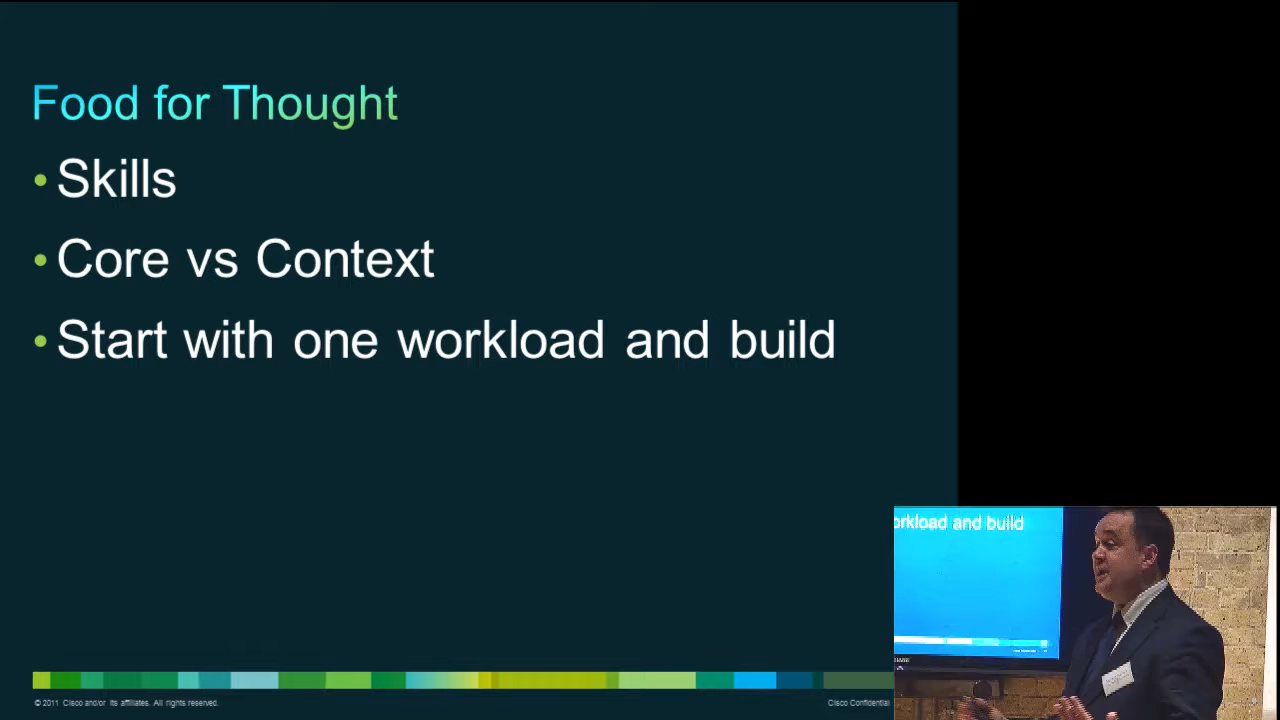 Food for Thought
• Skills
• Core vs Context
• Start with one workload and build
orkload and build
© 2011 Cisco and/or its affiliates. All rights reserved.
Cisco Confidential